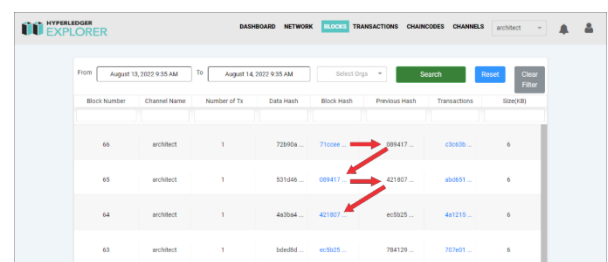 HYPERLEDGER
EXPLORER
DASHBOARD NETWORK BLOCKS TRANSACTIONS CHAINCODES CHANNELS architect
From August 13, 2022 9:35 AM To August 14, 2022 9:35 AM Select Orgs Search Reset Clear Filter
Block Number Channel Name Number of Tx Data Hash Block Hash Previous Hash Transactions Size(KB)
66 architect 1 72b90a ... 71ccee ... 089417 ... c3c63b ... 6
65 architect 1 531d46 ... 089417 ... 421807 ... abd651 ... 6
64 architect 1 4a3ba4 ... 421807 ... ec5b25 ... 4a1215 ... 6
63 architect 1 bded8d ... ec5b25 ... 784129 ... 707e01 ... 6